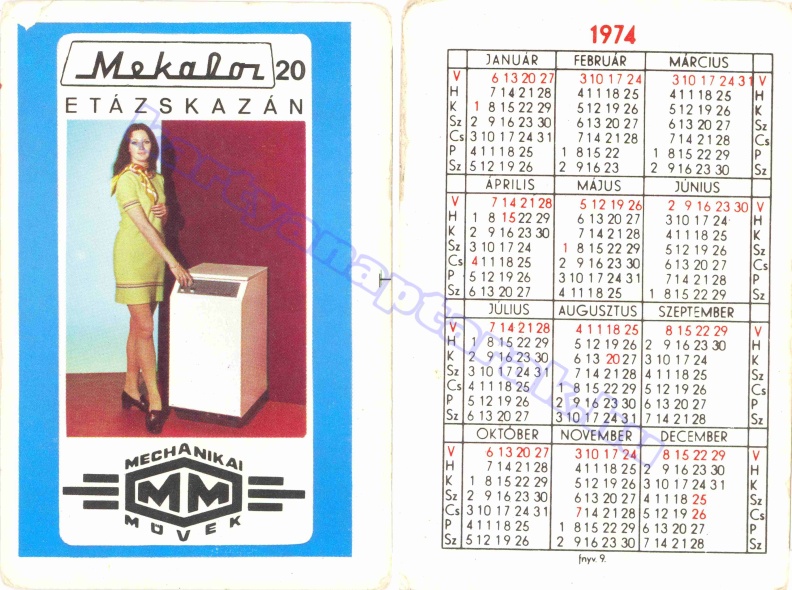 Mekalor 20
ETÁZSKAZÁN
MECHANIKAI
MM
MŰVEK
kartyanaptarak.hu
1974
JANUÁR FEBRUÁR MÁRCIUS
V 6 13 20 27 3 10 17 24 3 10 17 24 31 V
H 7 14 21 28 4 11 18 25 4 11 18 25 H
K 1 8 15 22 29 5 12 19 26 5 12 19 26 K
Sz 2 9 16 23 30 6 13 20 27 6 13 20 27 Sz
Cs 3 10 17 24 31 7 14 21 28 7 14 21 28 Cs
P 4 11 18 25 1 8 15 22 1 8 15 22 29 P
Sz 5 12 19 26 2 9 16 23 2 9 16 23 30 Sz
ÁPRILIS MÁJUS JÚNIUS
V 7 14 21 28 5 12 19 26 2 9 16 23 30 V
H 1 8 15 22 29 6 13 20 27 3 10 17 24 H
K 2 9 16 23 30 7 14 21 28 4 11 18 25 K
Sz 3 10 17 24 1 8 15 22 29 5 12 19 26 Sz
Cs 4 11 18 25 2 9 16 23 30 6 13 20 27 Cs
P 5 12 19 26 3 10 17 24 31 7 14 21 28 P
Sz 6 13 20 27 4 11 18 25 1 8 15 22 29 Sz
JÚLIUS AUGUSZTUS SZEPTEMBER
V 7 14 21 28 4 11 18 25 8 15 22 29 V
H 1 8 15 22 29 5 12 19 26 2 9 16 23 30 H
K 2 9 16 23 30 6 13 20 27 3 10 17 24 K
Sz 3 10 17 24 31 7 14 21 28 4 11 18 25 Sz
Cs 4 11 18 25 1 8 15 22 29 5 12 19 26 Cs
P 5 12 19 26 2 9 16 23 30 6 13 20 27 P
Sz 6 13 20 27 3 10 17 24 31 7 14 21 28 Sz
OKTÓBER NOVEMBER DECEMBER
V 6 13 20 27 3 10 17 24 8 15 22 29 V
H 7 14 21 28 4 11 18 25 2 9 16 23 30 H
K 1 8 15 22 29 5 12 19 26 3 10 17 24 31 K
Sz 2 9 16 23 30 6 13 20 27 4 11 18 25 Sz
Cs 3 10 17 24 31 7 14 21 28 5 12 19 26 Cs
P 4 11 18 25 1 8 15 22 29 6 13 20 27 P
Sz 5 12 19 26 2 9 16 23 30 7 14 21 28 Sz
fnyv. 9.